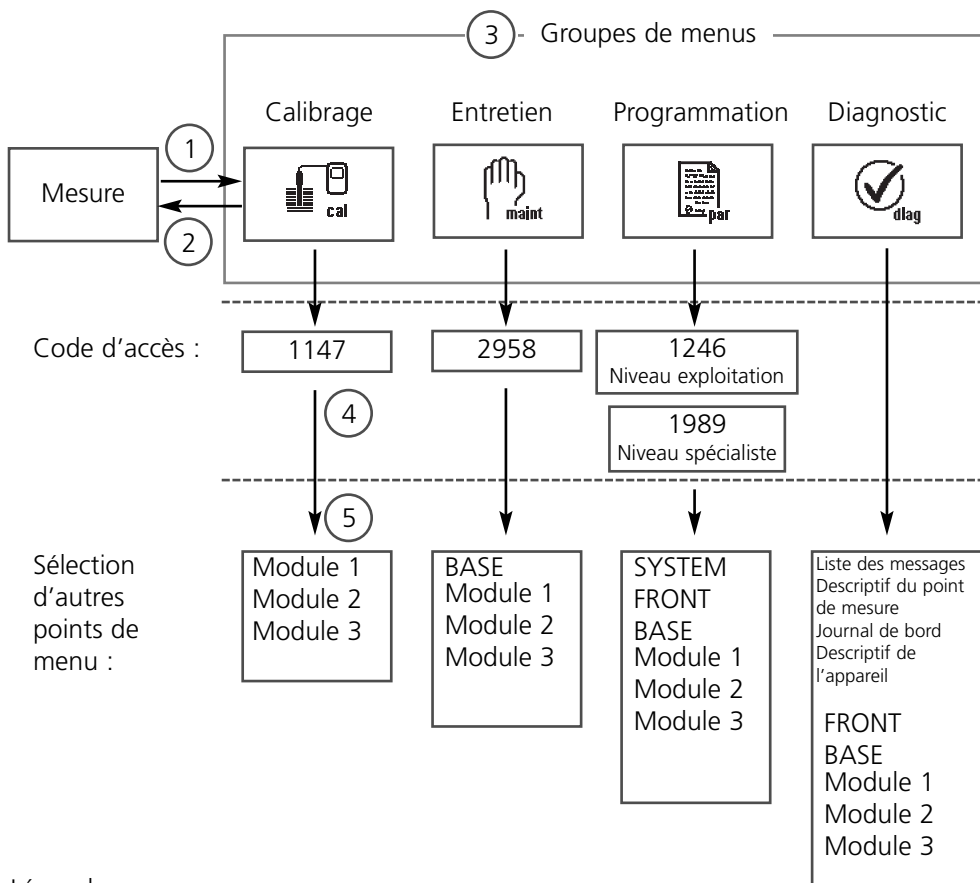 3 Groupes de menus
Calibrage Entretien Programmation Diagnostic
1
Mesure
cal maint par diag
2
Code d'accès : 1147 2958 1246
Niveau exploitation
4
1989
Niveau spécialiste
5
Sélection
d'autres
points de
menu :
Module 1
Module 2
Module 3
BASE
Module 1
Module 2
Module 3
SYSTEM
FRONT
BASE
Module 1
Module 2
Module 3
Liste des messages
Descriptif du point
de mesure
Journal de bord
Descriptif de
l'appareil
FRONT
BASE
Module 1
Module 2
Module 3